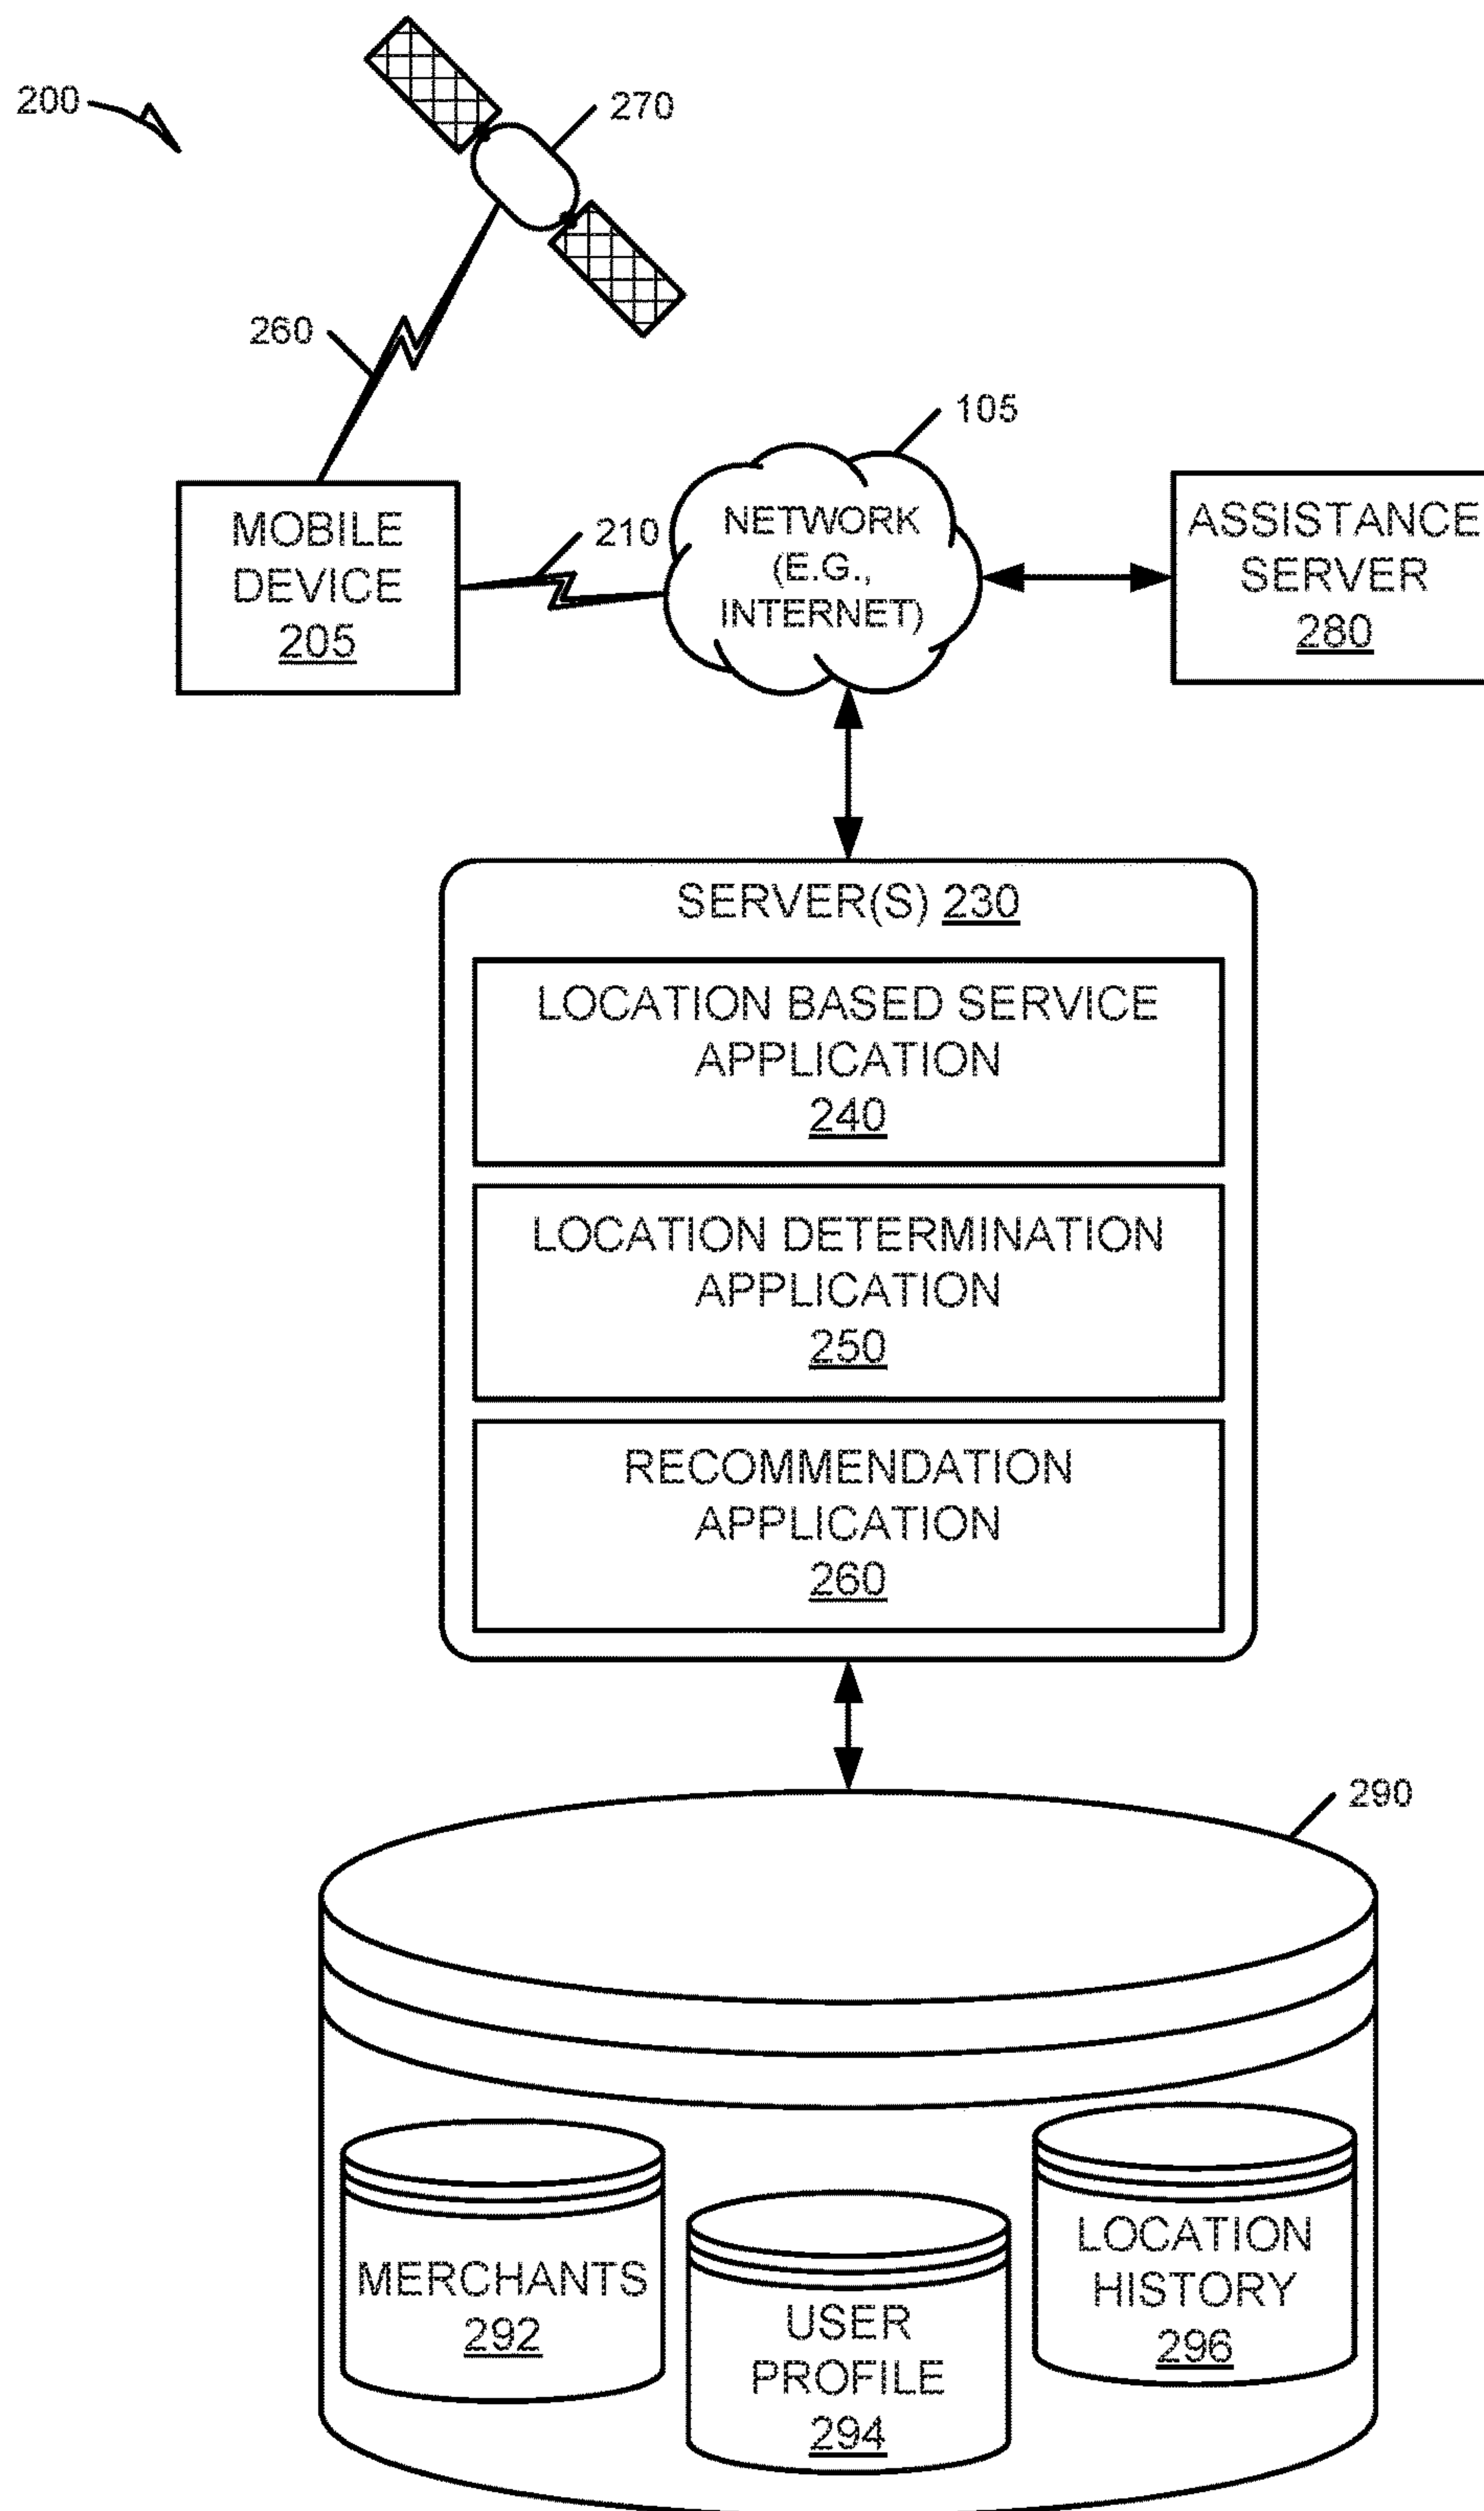 200
270
260
105
MOBILE
DEVICE
205
210
NETWORK
(E.G.,
INTERNET)
ASSISTANCE
SERVER
280
SERVER(S) 230
LOCATION BASED SERVICE
APPLICATION
240
LOCATION DETERMINATION
APPLICATION
250
RECOMMENDATION
APPLICATION
260
290
MERCHANTS
292
USER
PROFILE
294
LOCATION
HISTORY
296